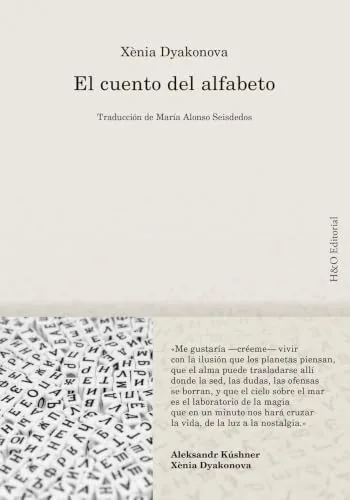 Xènia Dyakonova
El cuento del alfabeto
Traducción de María Alonso Seisdedos
H&O Editorial
«Me gustaría —créeme— vivir
con la ilusión que los planetas piensan,
que el alma puede trasladarse allí
donde la sed, las dudas, las ofensas
se borran, y que el cielo sobre el mar
es el laboratorio de la magia
que en un minuto nos hará cruzar
la vida, de la luz a la nostalgia.»
Aleksandr Kúshner
Xènia Dyakonova